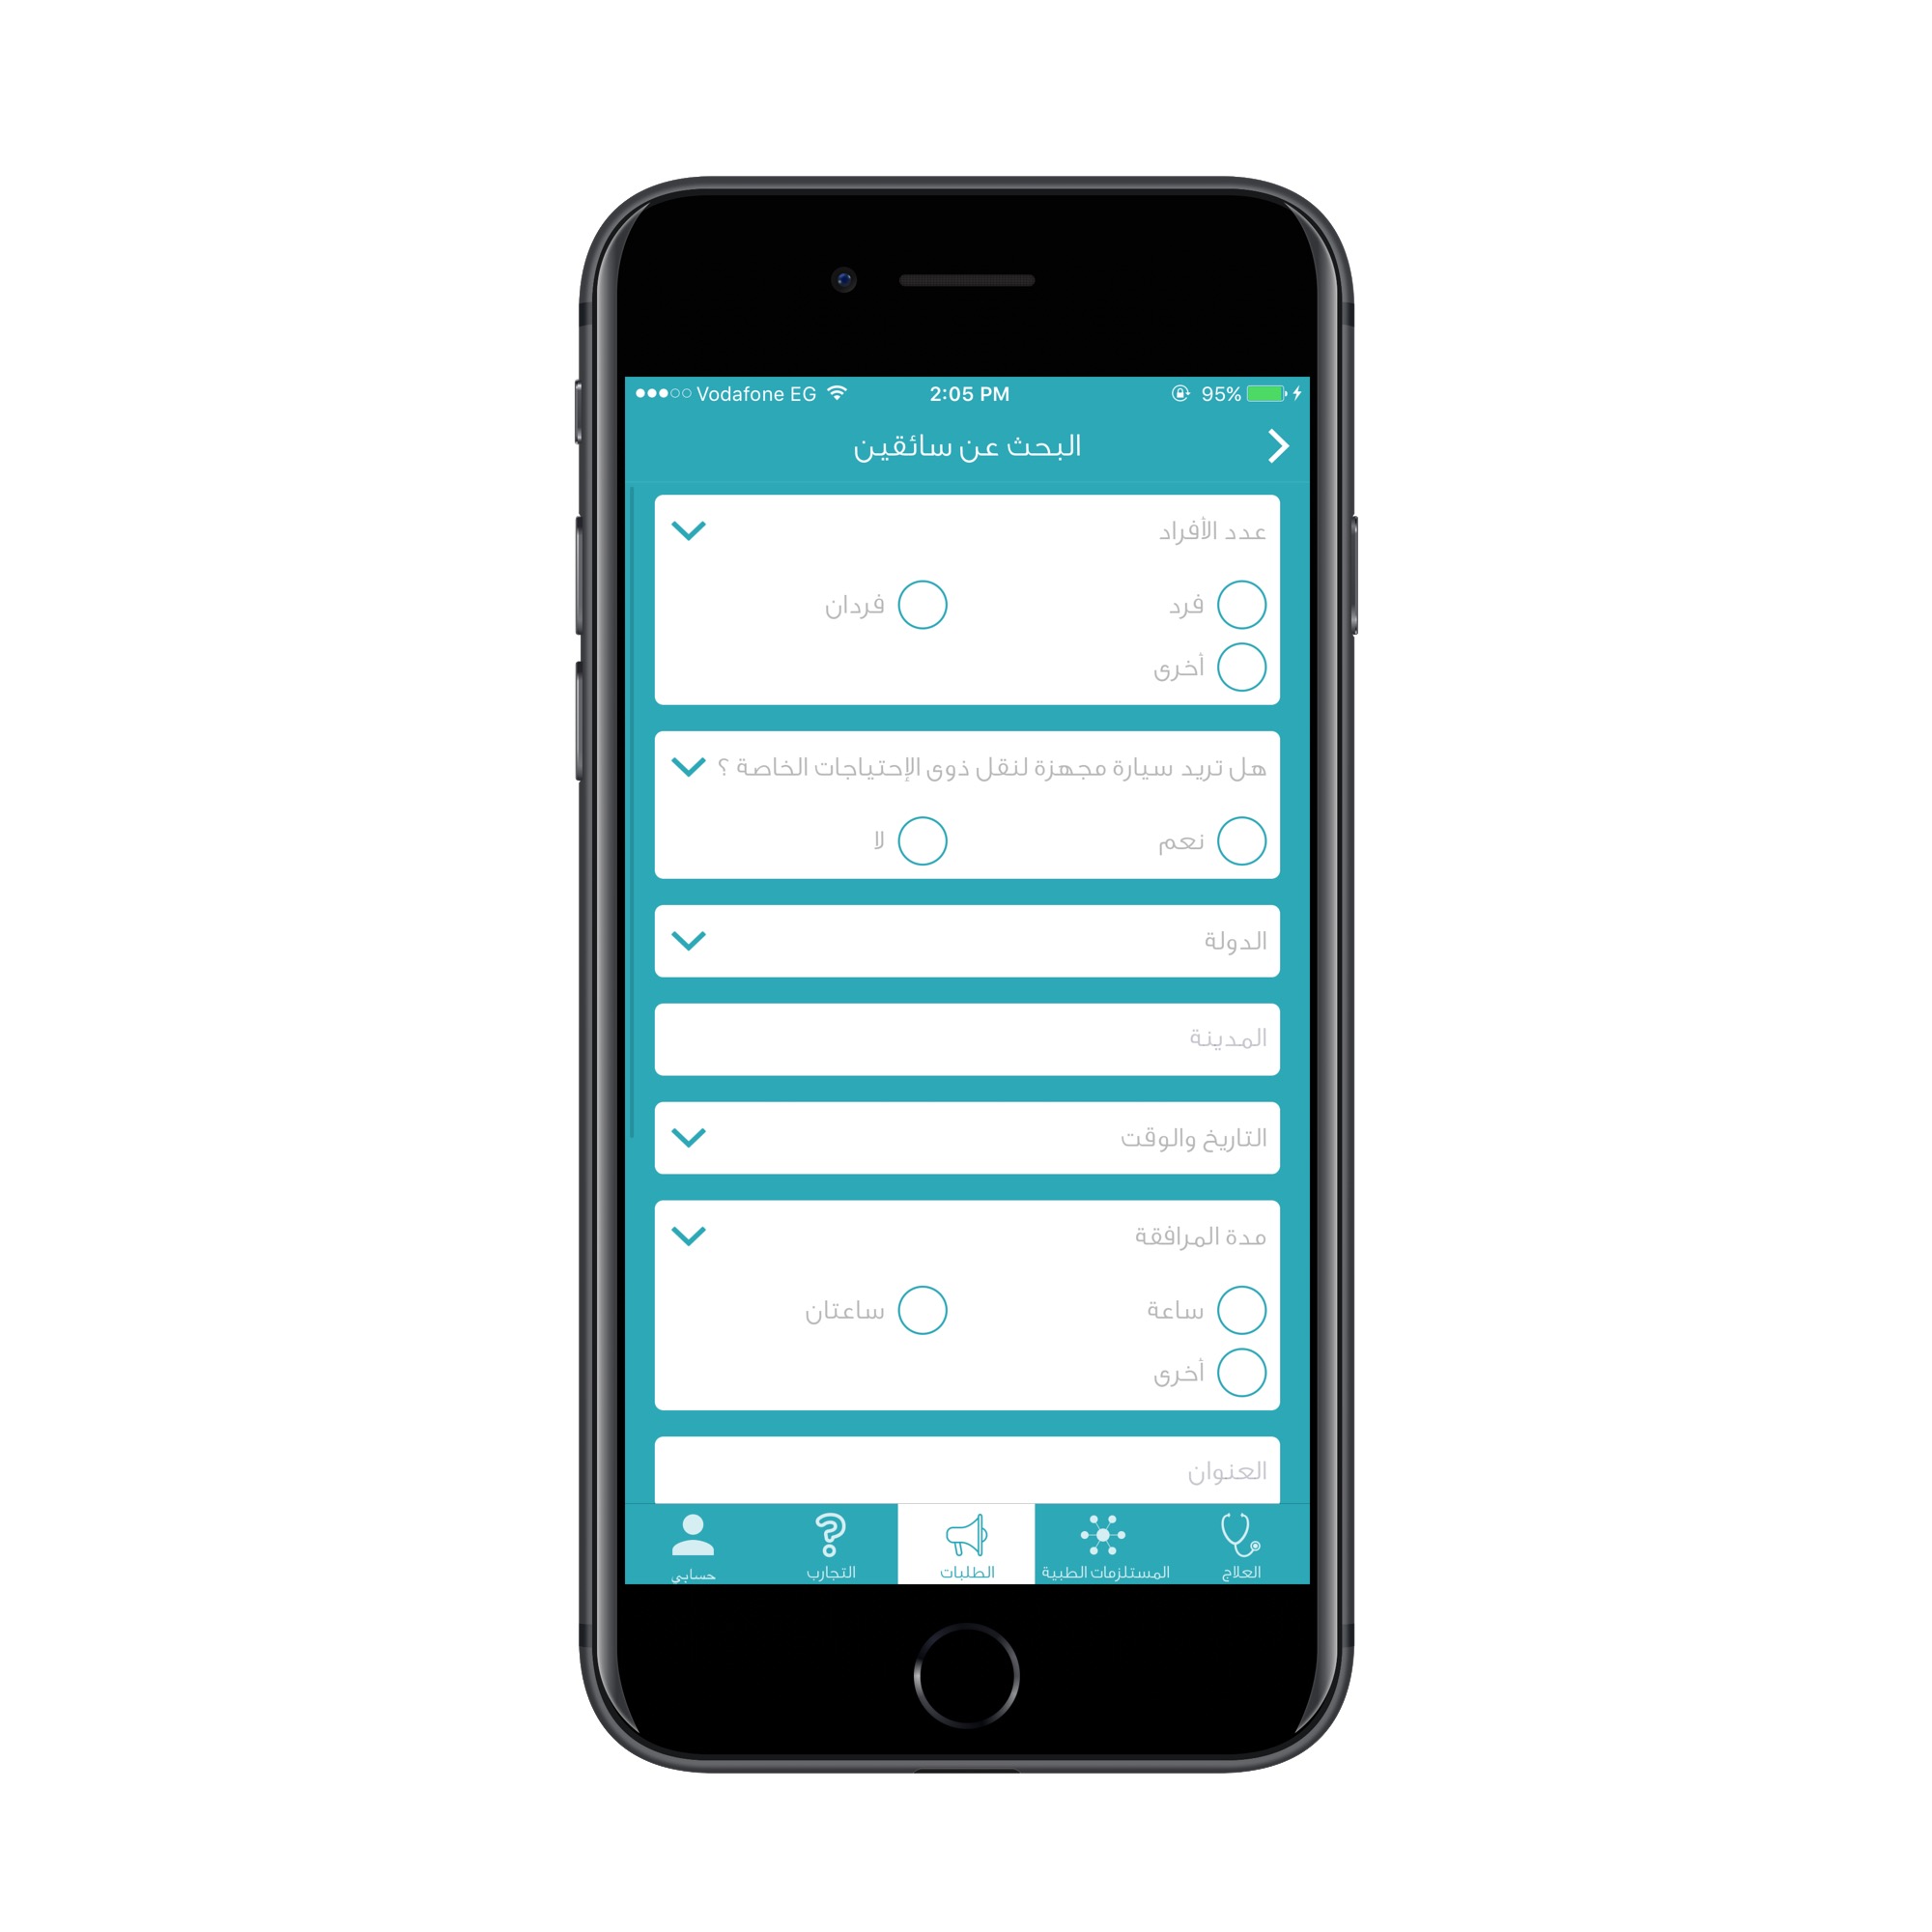 Vodafone EG 2:05 PM 95%
البحث عن سائقين
عدد الأفراد
فرد فردان
أخرى
هل تريد سيارة مجهزة لنقل ذوى الإحتياجات الخاصة ؟
نعم لا
الدولة
المدينة
التاريخ والوقت
مدة المرافقة
ساعة ساعتان
أخرى
العنوان
العلاج المستلزمات الطبية الطلبات التجارب حسابي